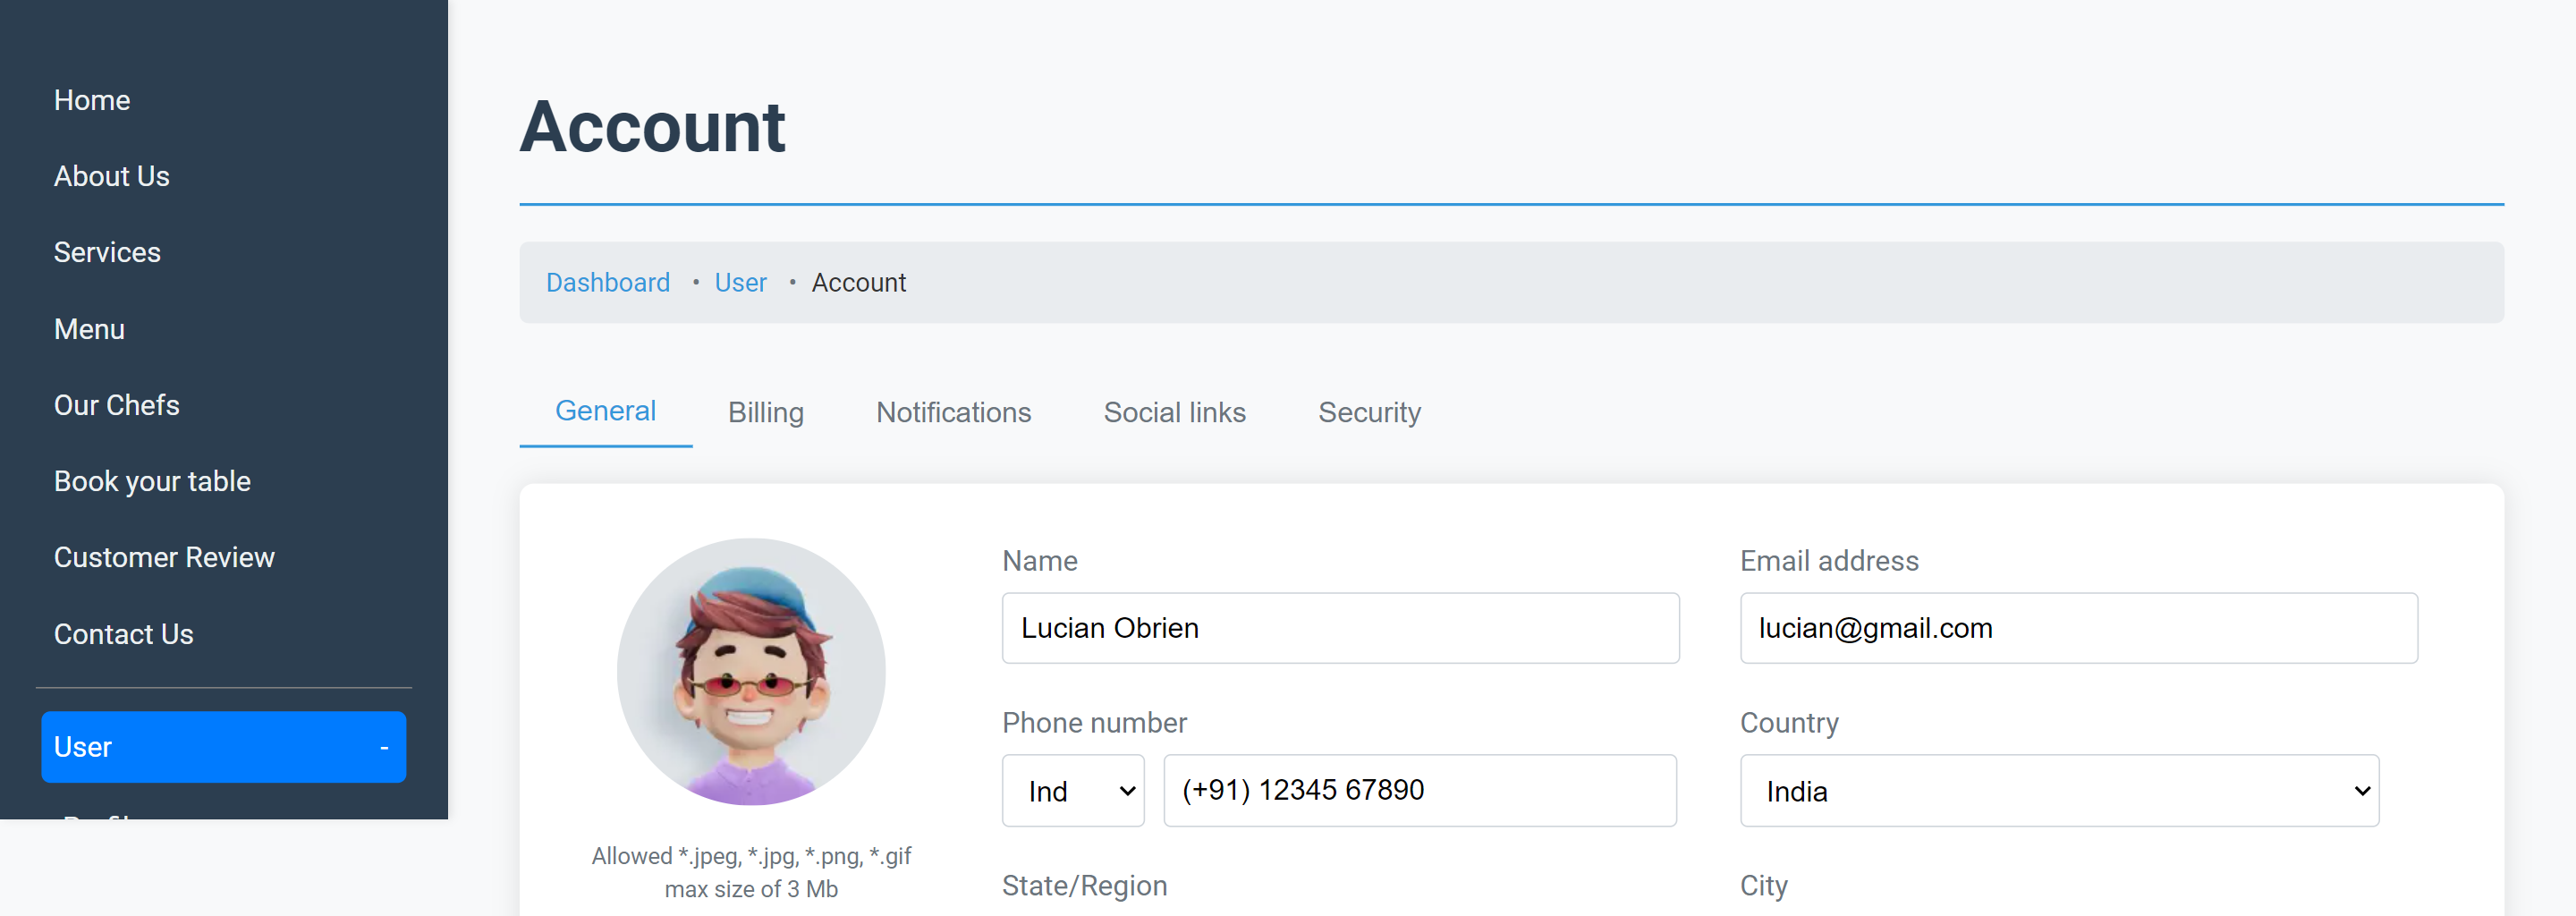 Home
About Us
Services
Menu
Our Chefs
Book your table
Customer Review
Contact Us
User -
Account
Dashboard • User • Account
General Billing Notifications Social links Security
Name
Lucian Obrien
Email address
lucian@gmail.com
Phone number
Ind (+91) 12345 67890
Country
India
Allowed *.jpeg, *.jpg, *.png, *.gif
max size of 3 Mb
State/Region
City